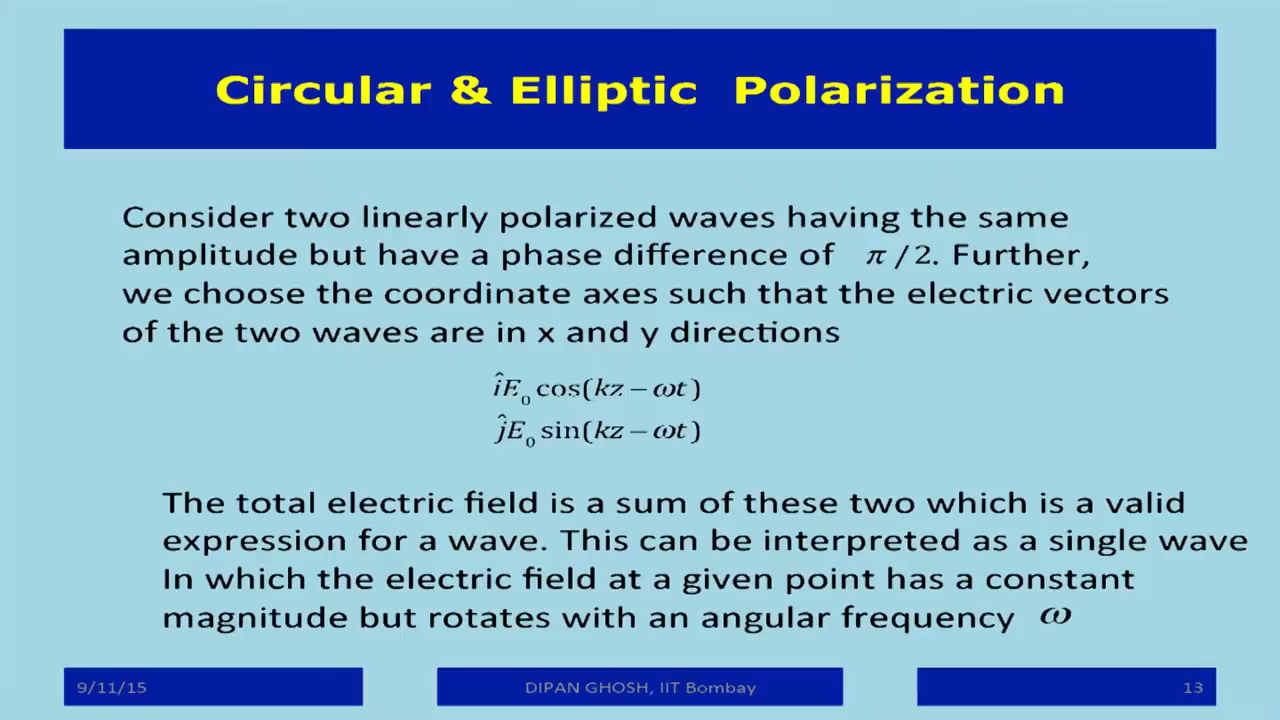 Circular & Elliptic Polarization
Consider two linearly polarized waves having the same
amplitude but have a phase difference of π/2. Further,
we choose the coordinate axes such that the electric vectors
of the two waves are in x and y directions
îE₀ cos(kz − ωt)
ĵE₀ sin(kz − ωt)
The total electric field is a sum of these two which is a valid
expression for a wave. This can be interpreted as a single wave
In which the electric field at a given point has a constant
magnitude but rotates with an angular frequency ω
9/11/15
DIPAN GHOSH, IIT Bombay
13